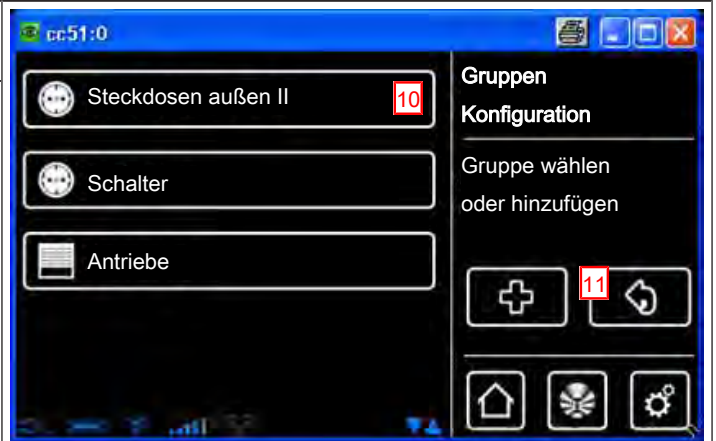 cc51:0
Steckdosen außen II
10
Schalter
Antriebe
Gruppen
Konfiguration
Gruppe wählen
oder hinzufügen
11